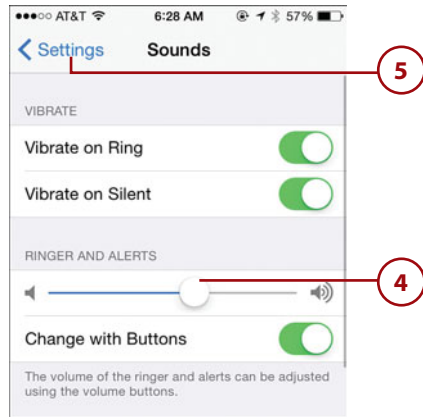 AT&T 6:28 AM 57%
Settings Sounds
5
VIBRATE
Vibrate on Ring
Vibrate on Silent
RINGER AND ALERTS
4
Change with Buttons
The volume of the ringer and alerts can be adjusted
using the volume buttons.